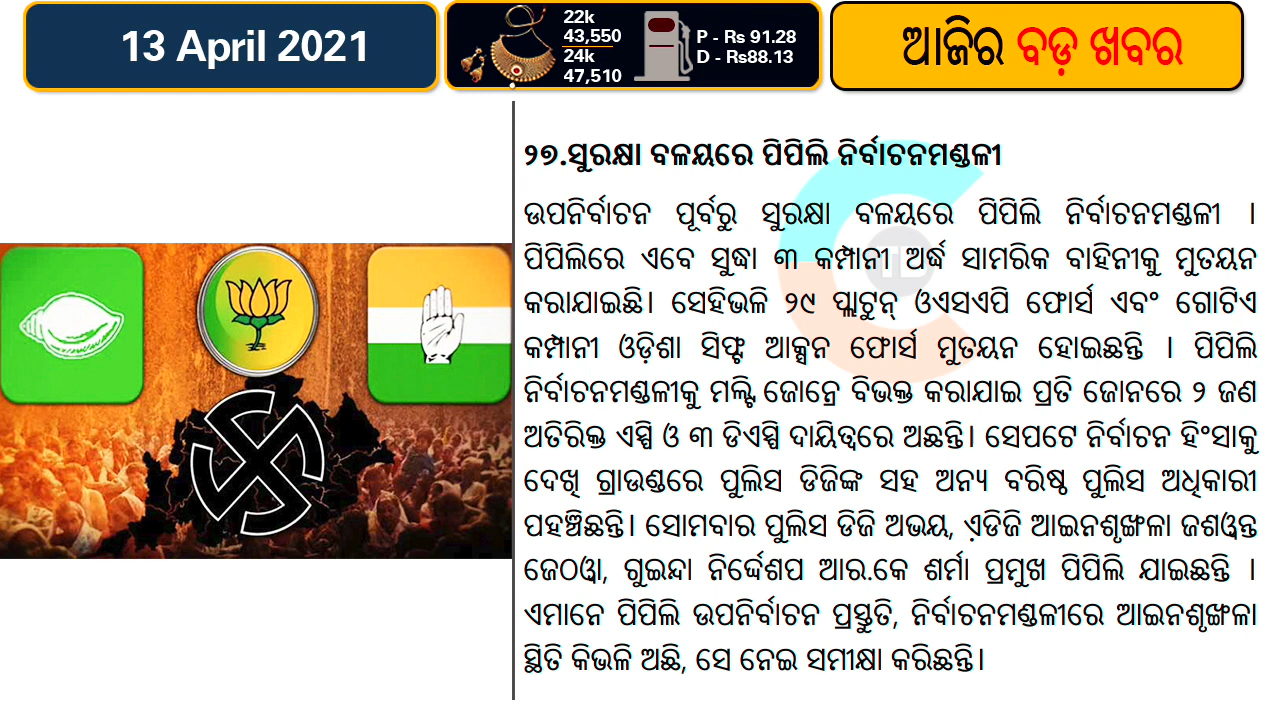 13 April 2021
22k
43,550
24k
47,510
P - Rs 91.28
D - Rs88.13
ଆଜିର ବଡ଼ ଖବର
୨୭.ସୁରକ୍ଷା ବଳୟରେ ପିପିଲି ନିର୍ବାଚନମଣ୍ଡଳୀ
ଉପନିର୍ବାଚନ ପୂର୍ବରୁ ସୁରକ୍ଷା ବଳୟରେ ପିପିଲି ନିର୍ବାଚନମଣ୍ଡଳୀ ।
ପିପିଲିରେ ଏବେ ସୁଦ୍ଧା ୩ କମ୍ପାନୀ ଅର୍ଦ୍ଧ ସାମରିକ ବାହିନୀକୁ ମୁତୟନ
କରାଯାଇଛି। ସେହିଭଳି ୨୯ ପ୍ଲାଟୁନ୍ ଓଏସଏପି ଫୋର୍ସ ଏବଂ ଗୋଟିଏ
କମ୍ପାନୀ ଓଡ଼ିଶା ସିଫ୍ଟ ଆକ୍ସନ ଫୋର୍ସ ମୁତୟନ ହୋଇଛନ୍ତି । ପିପିଲି
ନିର୍ବାଚନମଣ୍ଡଳୀକୁ ମଲ୍ଟି ଜୋନ୍ରେ ବିଭକ୍ତ କରାଯାଇ ପ୍ରତି ଜୋନରେ ୨ ଜଣ
ଅତିରିକ୍ତ ଏସ୍ପି ଓ ୩ ଡିଏସ୍ପି ଦାୟିତ୍ୱରେ ଅଛନ୍ତି। ସେପଟେ ନିର୍ବାଚନ ହିଂସାକୁ
ଦେଖି ଗ୍ରାଉଣ୍ଡରେ ପୁଲିସ ଡିଜିଙ୍କ ସହ ଅନ୍ୟ ବରିଷ୍ଠ ପୁଲିସ ଅଧିକାରୀ
ପହଞ୍ଚିଛନ୍ତି। ସୋମବାର ପୁଲିସ ଡିଜି ଅଭୟ, ଏଡିଜି ଆଇନଶୃଙ୍ଖଳା ଜଶଓ୍ୱନ୍ତ
ଜେଠଓ୍ୱା, ଗୁଇନ୍ଦା ନିର୍ଦ୍ଦେଶପ ଆର.କେ ଶର୍ମା ପ୍ରମୁଖ ପିପିଲି ଯାଇଛନ୍ତି ।
ଏମାନେ ପିପିଲି ଉପନିର୍ବାଚନ ପ୍ରସ୍ତୁତି, ନିର୍ବାଚନମଣ୍ଡଳୀରେ ଆଇନଶୃଙ୍ଖଳା
ସ୍ଥିତି କିଭଳି ଅଛି, ସେ ନେଇ ସମୀକ୍ଷା କରିଛନ୍ତି।